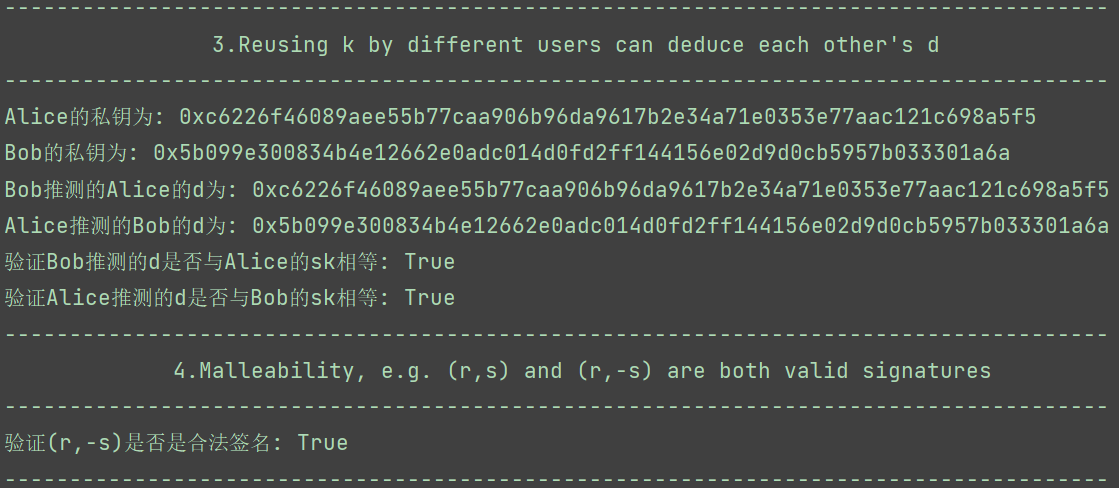 --------------------------------------------------------------------------------------
3.Reusing k by different users can deduce each other's d
--------------------------------------------------------------------------------------
Alice的私钥为: 0xc6226f46089aee55b77caa906b96da9617b2e34a71e0353e77aac121c698a5f5
Bob的私钥为: 0x5b099e300834b4e12662e0adc014d0fd2ff144156e02d9d0cb5957b033301a6a
Bob推测的Alice的d为: 0xc6226f46089aee55b77caa906b96da9617b2e34a71e0353e77aac121c698a5f5
Alice推测的Bob的d为: 0x5b099e300834b4e12662e0adc014d0fd2ff144156e02d9d0cb5957b033301a6a
验证Bob推测的d是否与Alice的sk相等: True
验证Alice推测的d是否与Bob的sk相等: True
--------------------------------------------------------------------------------------
4.Malleability, e.g. (r,s) and (r,-s) are both valid signatures
--------------------------------------------------------------------------------------
验证(r,-s)是否是合法签名: True
--------------------------------------------------------------------------------------